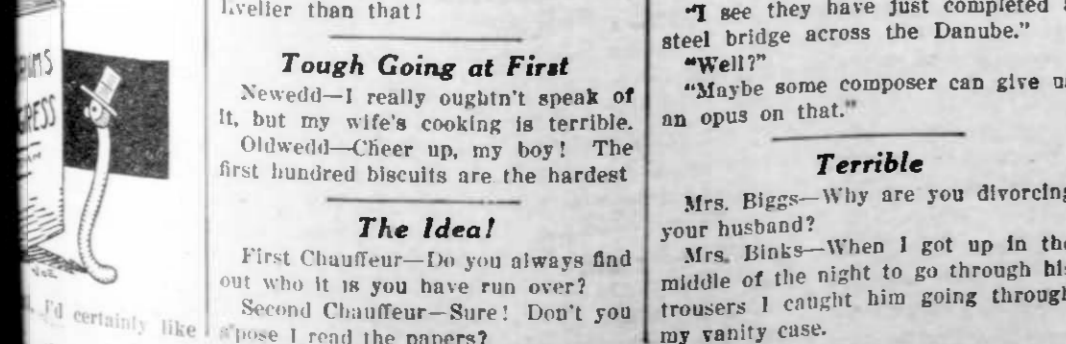 RESS
I'd certainly like
livelier than that!
Tough Going at First
Newedd—I really oughtn't speak of
it, but my wife's cooking is terrible.
Oldwedd—Cheer up, my boy! The
first hundred biscuits are the hardest
The Idea!
First Chauffeur—Do you always find
out who it is you have run over?
Second Chauffeur—Sure! Don't you
s'pose I read the papers?
"I see they have just completed a
steel bridge across the Danube."
"Well?"
"Maybe some composer can give us
an opus on that."
Terrible
Mrs. Biggs—Why are you divorcing
your husband?
Mrs. Binks—When I got up in the
middle of the night to go through his
trousers I caught him going through
my vanity case.